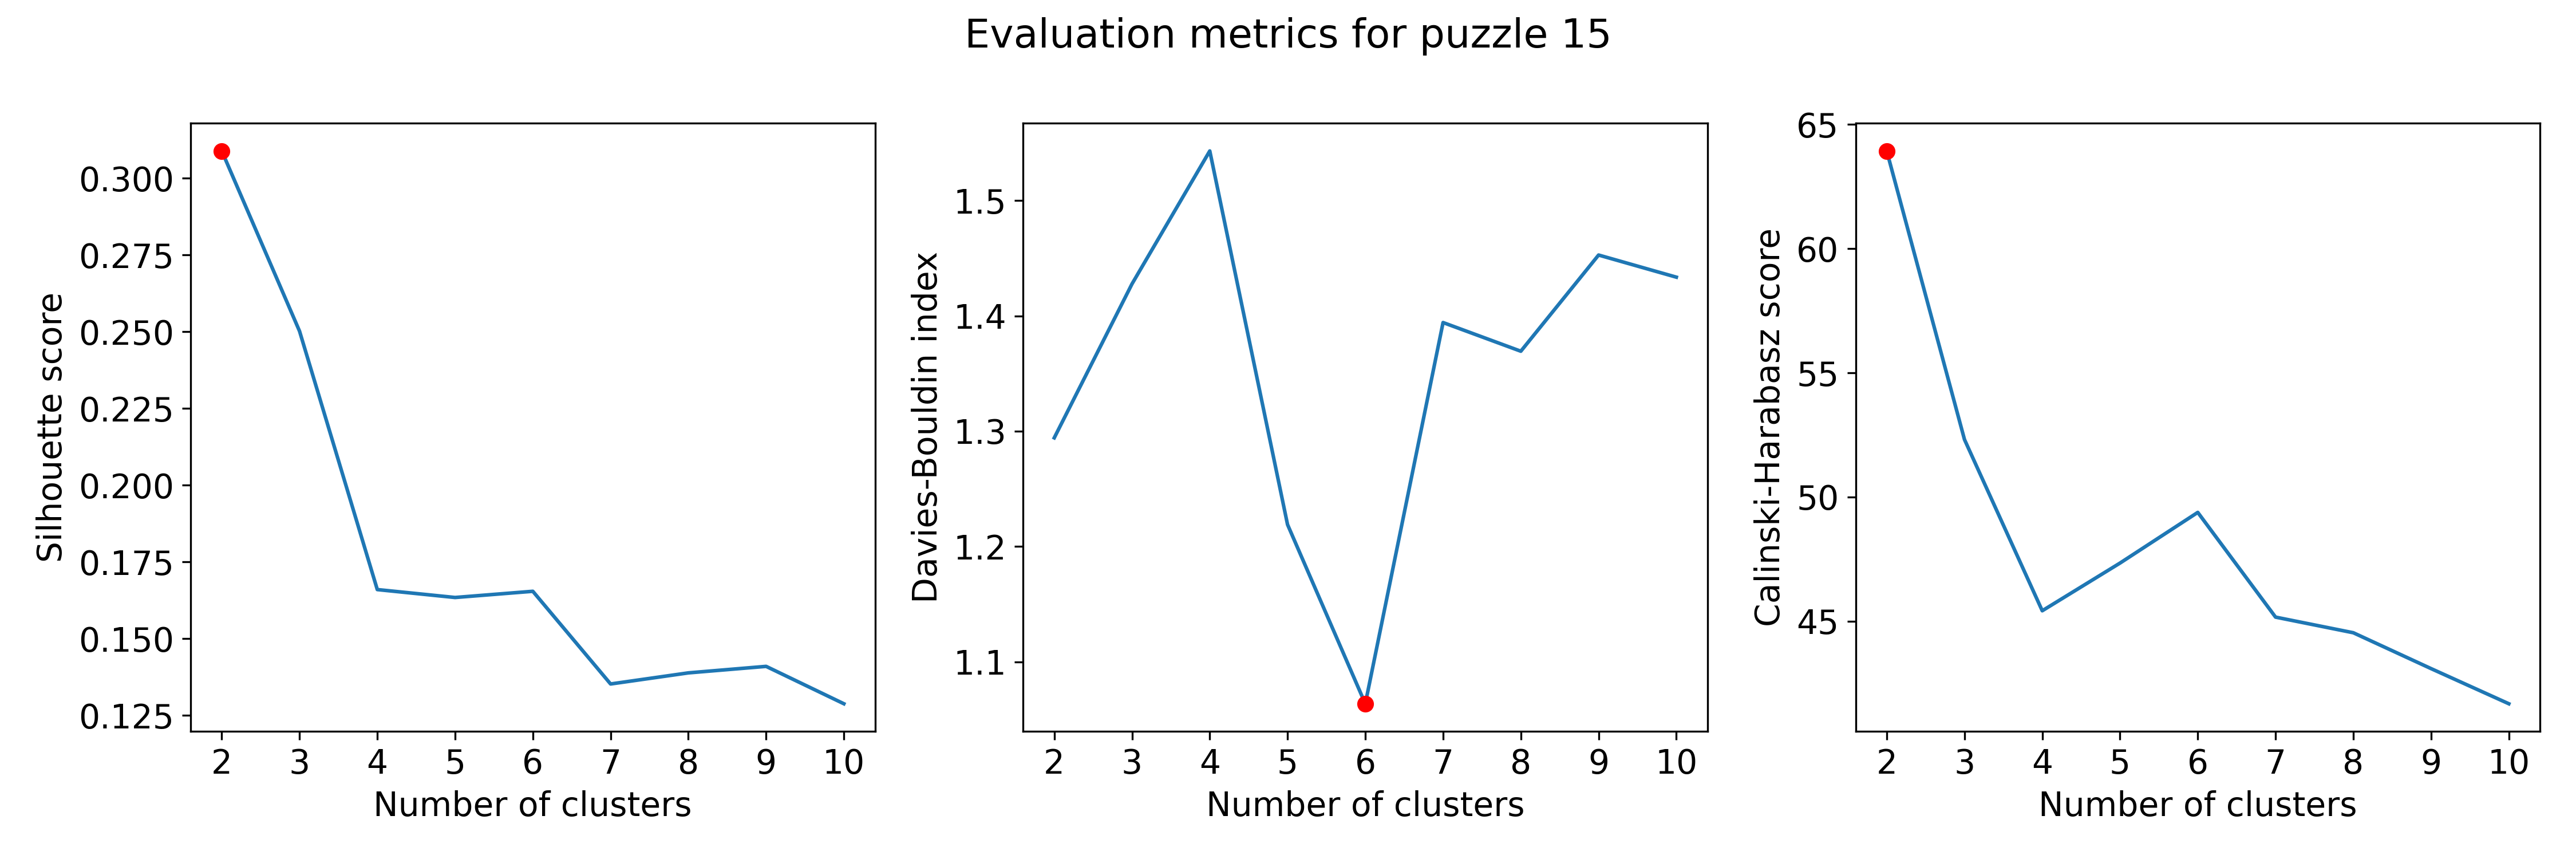 Evaluation metrics for puzzle 15
Silhouette score
0.300
0.275
0.250
0.225
0.200
0.175
0.150
0.125
2 3 4 5 6 7 8 9 10
Number of clusters
Davies-Bouldin index
1.5
1.4
1.3
1.2
1.1
2 3 4 5 6 7 8 9 10
Number of clusters
Calinski-Harabasz score
65
60
55
50
45
2 3 4 5 6 7 8 9 10
Number of clusters